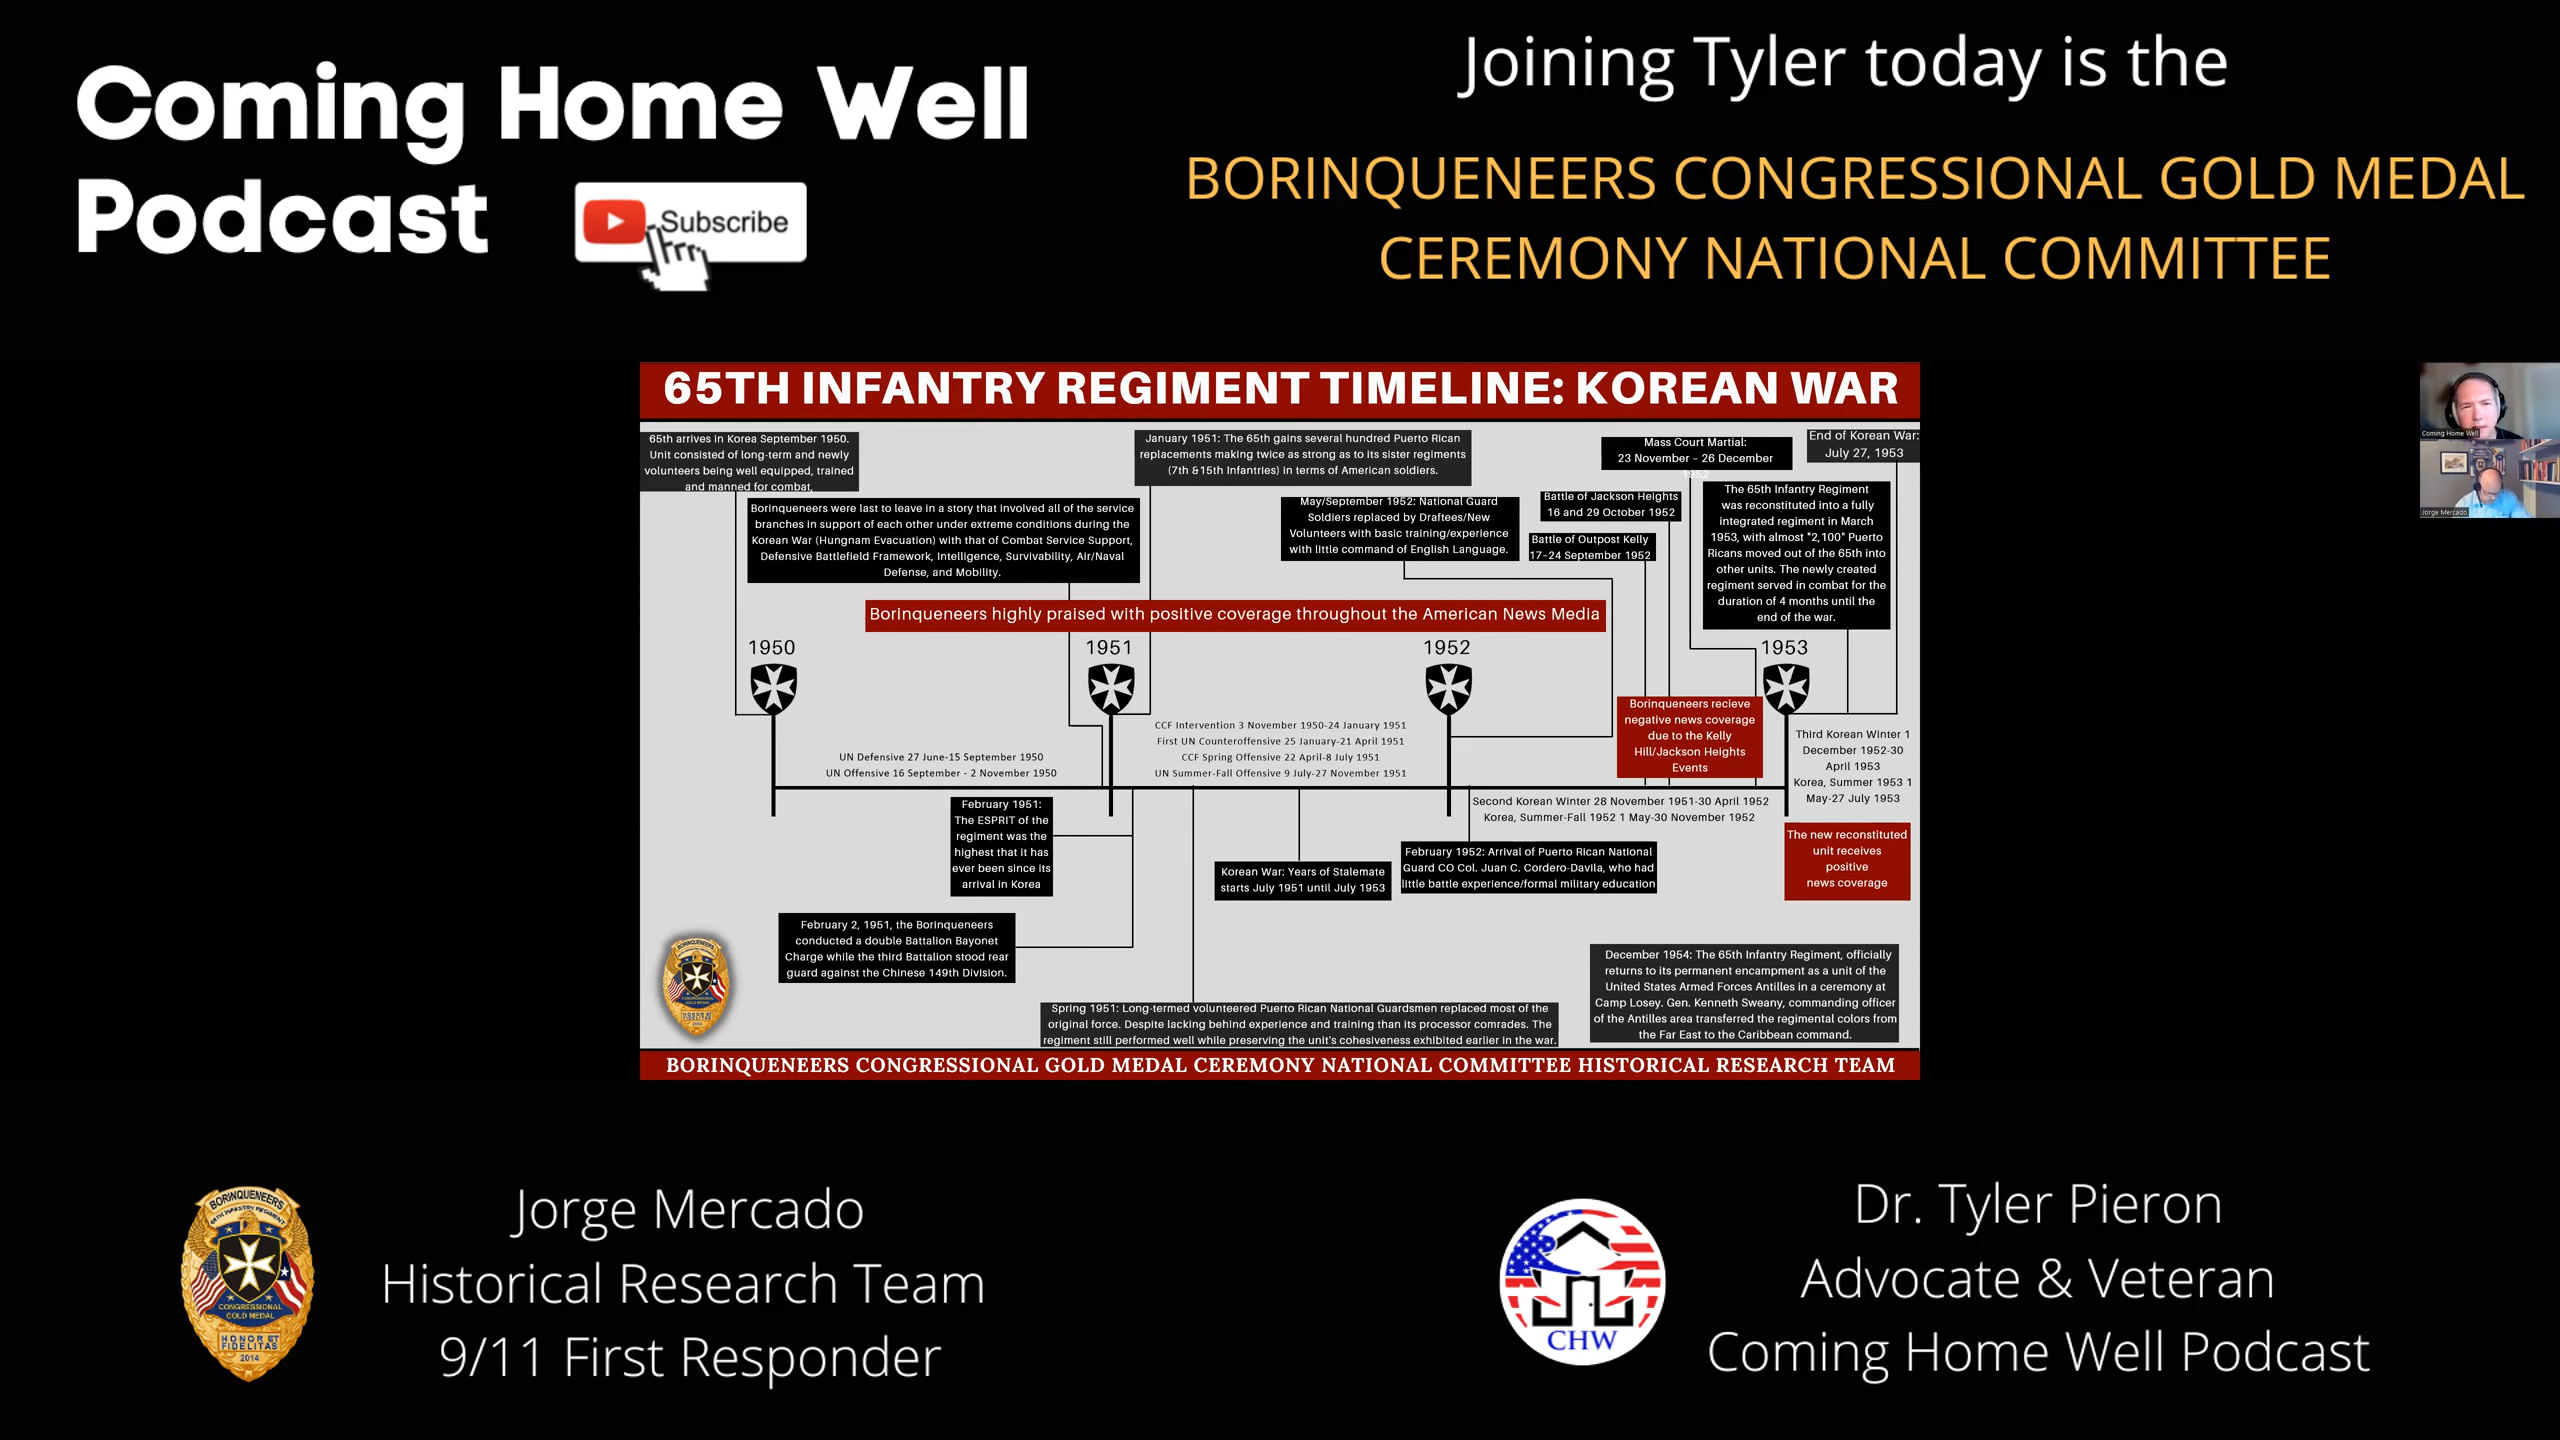 Coming Home Well
Podcast
Subscribe
Joining Tyler today is the
BORINQUENEERS CONGRESSIONAL GOLD MEDAL
CEREMONY NATIONAL COMMITTEE
Coming Home Well
Jorge Mercado
65TH INFANTRY REGIMENT TIMELINE: KOREAN WAR
65th arrives in Korea September 1950.
Unit consisted of long-term and newly
volunteers being well equipped, trained
and manned for combat,
January 1951: The 65th gains several hundred Puerto Rican
replacements making twice as strong as to its sister regiments
(7th &15th Infantries) in terms of American soldiers.
Mass Court Martial:
23 November – 26 December
1952
End of Korean War:
July 27, 1953
Borinqueneers were last to leave in a story that involved all of the service
branches in support of each other under extreme conditions during the
Korean War (Hungnam Evacuation) with that of Combat Service Support,
Defensive Battlefield Framework, Intelligence, Survivability, Air/Naval
Defense, and Mobility.
May/September 1952: National Guard
Soldiers replaced by Draftees/New
Volunteers with basic training/experience
with little command of English Language.
Battle of Jackson Heights
16 and 29 October 1952
Battle of Outpost Kelly
17–24 September 1952
The 65th Infantry Regiment
was reconstituted into a fully
integrated regiment in March
1953, with almost "2,100" Puerto
Ricans moved out of the 65th into
other units. The newly created
regiment served in combat for the
duration of 4 months until the
end of the war.
Borinqueneers highly praised with positive coverage throughout the American News Media
1950
1951
1952
1953
UN Defensive 27 June-15 September 1950
UN Offensive 16 September - 2 November 1950
CCF Intervention 3 November 1950-24 January 1951
First UN Counteroffensive 25 January-21 April 1951
CCF Spring Offensive 22 April-8 July 1951
UN Summer-Fall Offensive 9 July-27 November 1951
Borinqueneers recieve
negative news coverage
due to the Kelly
Hill/Jackson Heights
Events
Third Korean Winter 1
December 1952-30
April 1953
Korea, Summer 1953 1
May-27 July 1953
Second Korean Winter 28 November 1951-30 April 1952
Korea, Summer-Fall 1952 1 May-30 November 1952
February 1951:
The ESPRIT of the
regiment was the
highest that it has
ever been since its
arrival in Korea
Korean War: Years of Stalemate
starts July 1951 until July 1953
February 1952: Arrival of Puerto Rican National
Guard CO Col. Juan C. Cordero-Davila, who had
little battle experience/formal military education
The new reconstituted
unit receives
positive
news coverage
February 2, 1951, the Borinqueneers
conducted a double Battalion Bayonet
Charge while the third Battalion stood rear
guard against the Chinese 149th Division.
Spring 1951: Long-termed volunteered Puerto Rican National Guardsmen replaced most of the
original force. Despite lacking behind experience and training than its processor comrades. The
regiment still performed well while preserving the unit's cohesiveness exhibited earlier in the war.
December 1954: The 65th Infantry Regiment, officially
returns to its permanent encampment as a unit of the
United States Armed Forces Antilles in a ceremony at
Camp Losey. Gen. Kenneth Sweany, commanding officer
of the Antilles area transferred the regimental colors from
the Far East to the Caribbean command.
BORINQUENEERS CONGRESSIONAL GOLD MEDAL CEREMONY NATIONAL COMMITTEE HISTORICAL RESEARCH TEAM
BORINQUENEERS
65TH INFANTRY REGIMENT
CONGRESSIONAL
GOLD MEDAL
HONOR ET
FIDELITAS
2014
Jorge Mercado
Historical Research Team
9/11 First Responder
CHW
Dr. Tyler Pieron
Advocate & Veteran
Coming Home Well Podcast